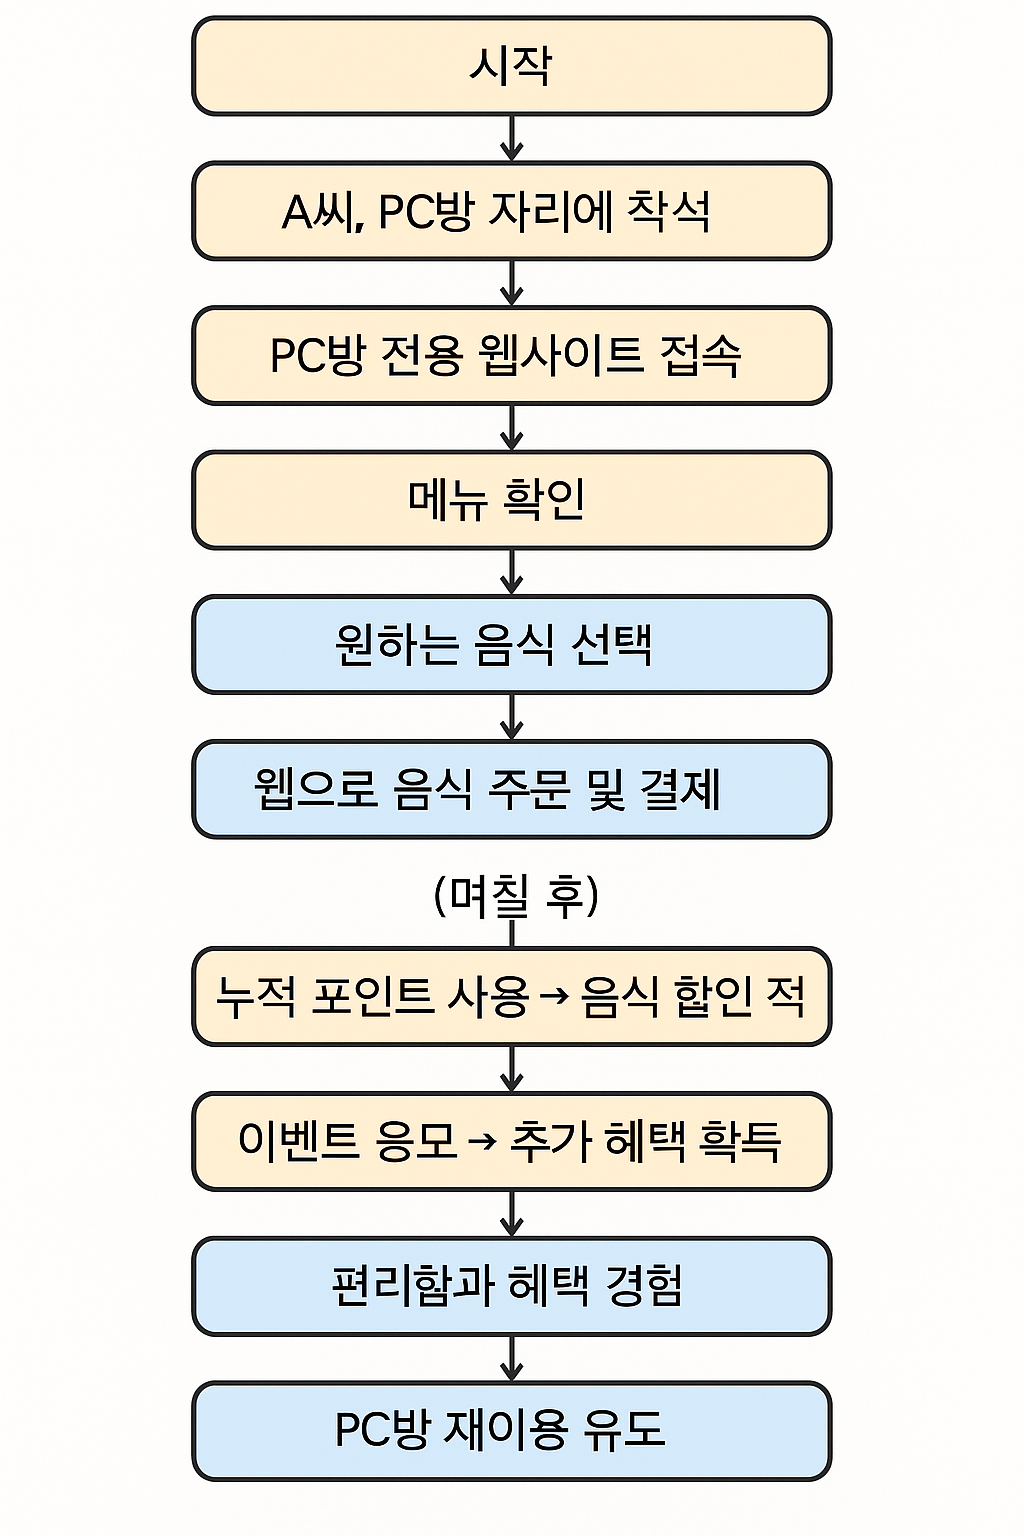 시작
A씨, PC방 자리에 착석
PC방 전용 웹사이트 접속
메뉴 확인
원하는 음식 선택
웹으로 음식 주문 및 결제
(며칠 후)
누적 포인트 사용 → 음식 할인 적
이벤트 응모 → 추가 혜택 확득
편리함과 혜택 경험
PC방 재이용 유도